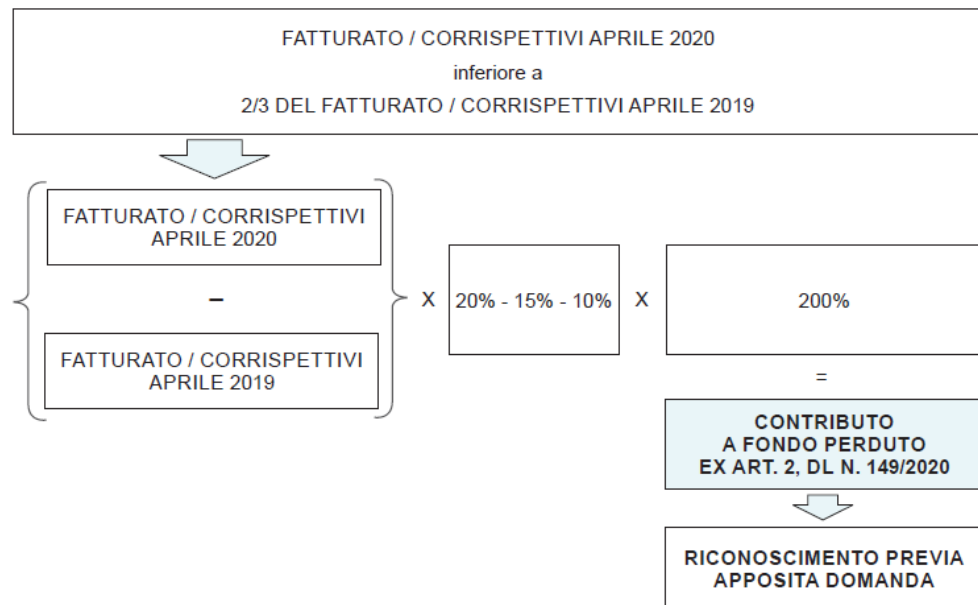 FATTURATO / CORRISPETTIVI APRILE 2020
inferiore a
2/3 DEL FATTURATO / CORRISPETTIVI APRILE 2019
FATTURATO / CORRISPETTIVI
APRILE 2020
–
FATTURATO / CORRISPETTIVI
APRILE 2019
X
20% - 15% - 10%
X
200%
=
CONTRIBUTO
A FONDO PERDUTO
EX ART. 2, DL N. 149/2020
RICONOSCIMENTO PREVIA
APPOSITA DOMANDA